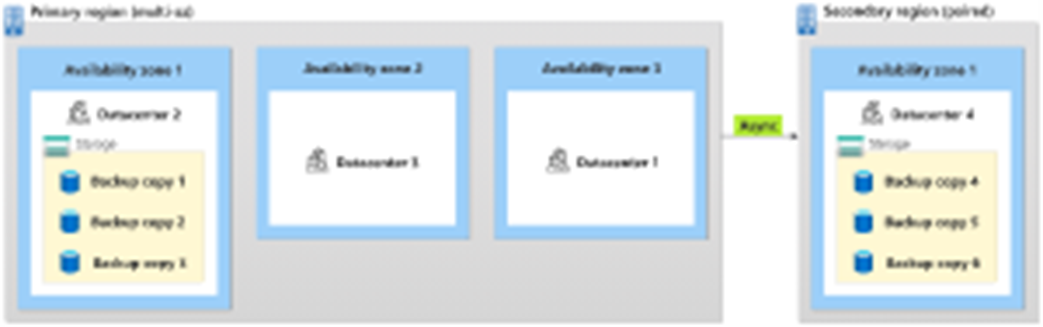 Primary region (multi-az)
Secondary region (paired)
Availability zone 1
Availability zone 2
Availability zone 3
Availability zone 1
Datacenter 2
Storage
Backup copy 1
Backup copy 2
Backup copy 3
Datacenter 3
Datacenter 1
Async
Datacenter 4
Storage
Backup copy 4
Backup copy 5
Backup copy 6